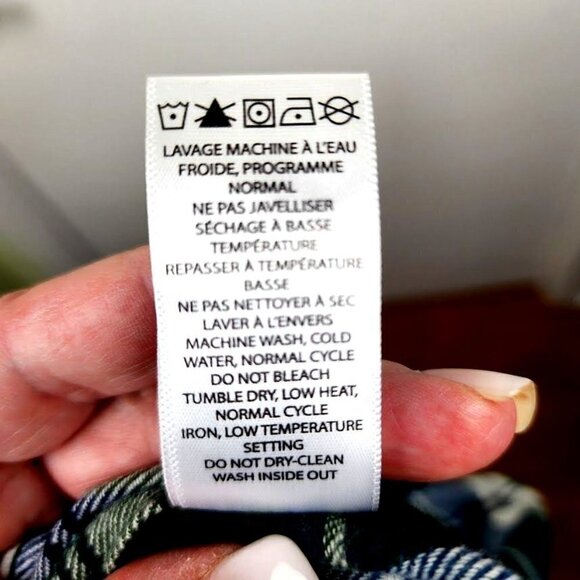 LAVAGE MACHINE À L'EAU
FROIDE, PROGRAMME
NORMAL
NE PAS JAVELLISER
SÉCHAGE À BASSE
TEMPÉRATURE
REPASSER À TEMPÉRATURE
BASSE
NE PAS NETTOYER À SEC
LAVER À L'ENVERS
MACHINE WASH, COLD
WATER, NORMAL CYCLE
DO NOT BLEACH
TUMBLE DRY, LOW HEAT,
NORMAL CYCLE
IRON, LOW TEMPERATURE
SETTING
DO NOT DRY-CLEAN
WASH INSIDE OUT